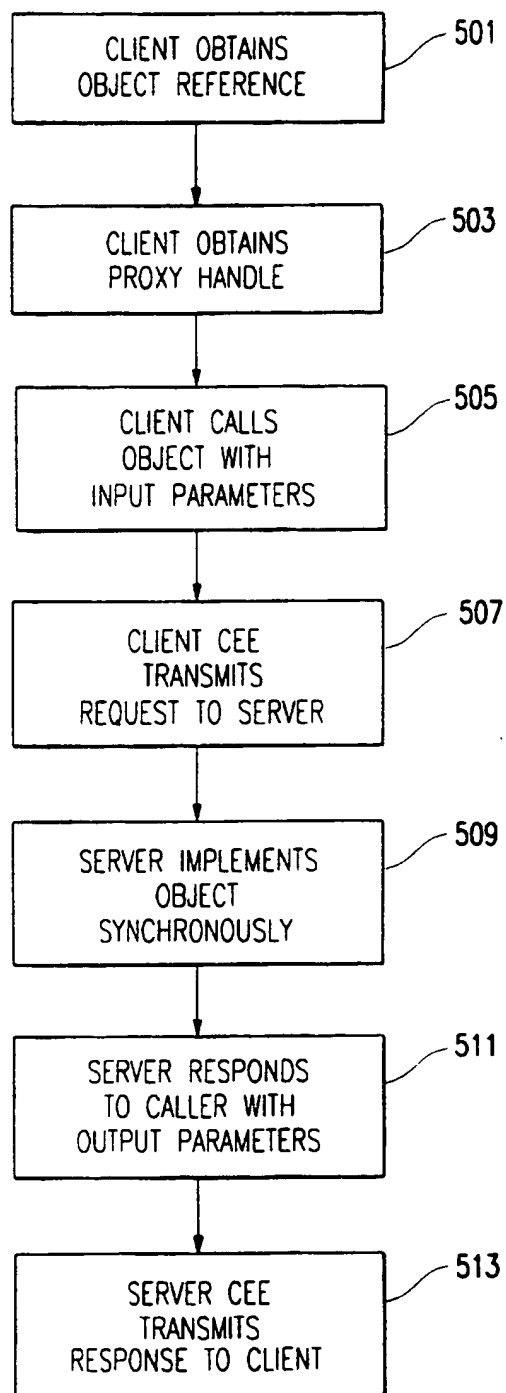 CLIENT OBTAINS
OBJECT REFERENCE
501
CLIENT OBTAINS
PROXY HANDLE
503
CLIENT CALLS
OBJECT WITH
INPUT PARAMETERS
505
CLIENT CEE
TRANSMITS
REQUEST TO SERVER
507
SERVER IMPLEMENTS
OBJECT
SYNCHRONOUSLY
509
SERVER RESPONDS
TO CALLER WITH
OUTPUT PARAMETERS
511
SERVER CEE
TRANSMITS
RESPONSE TO CLIENT
513